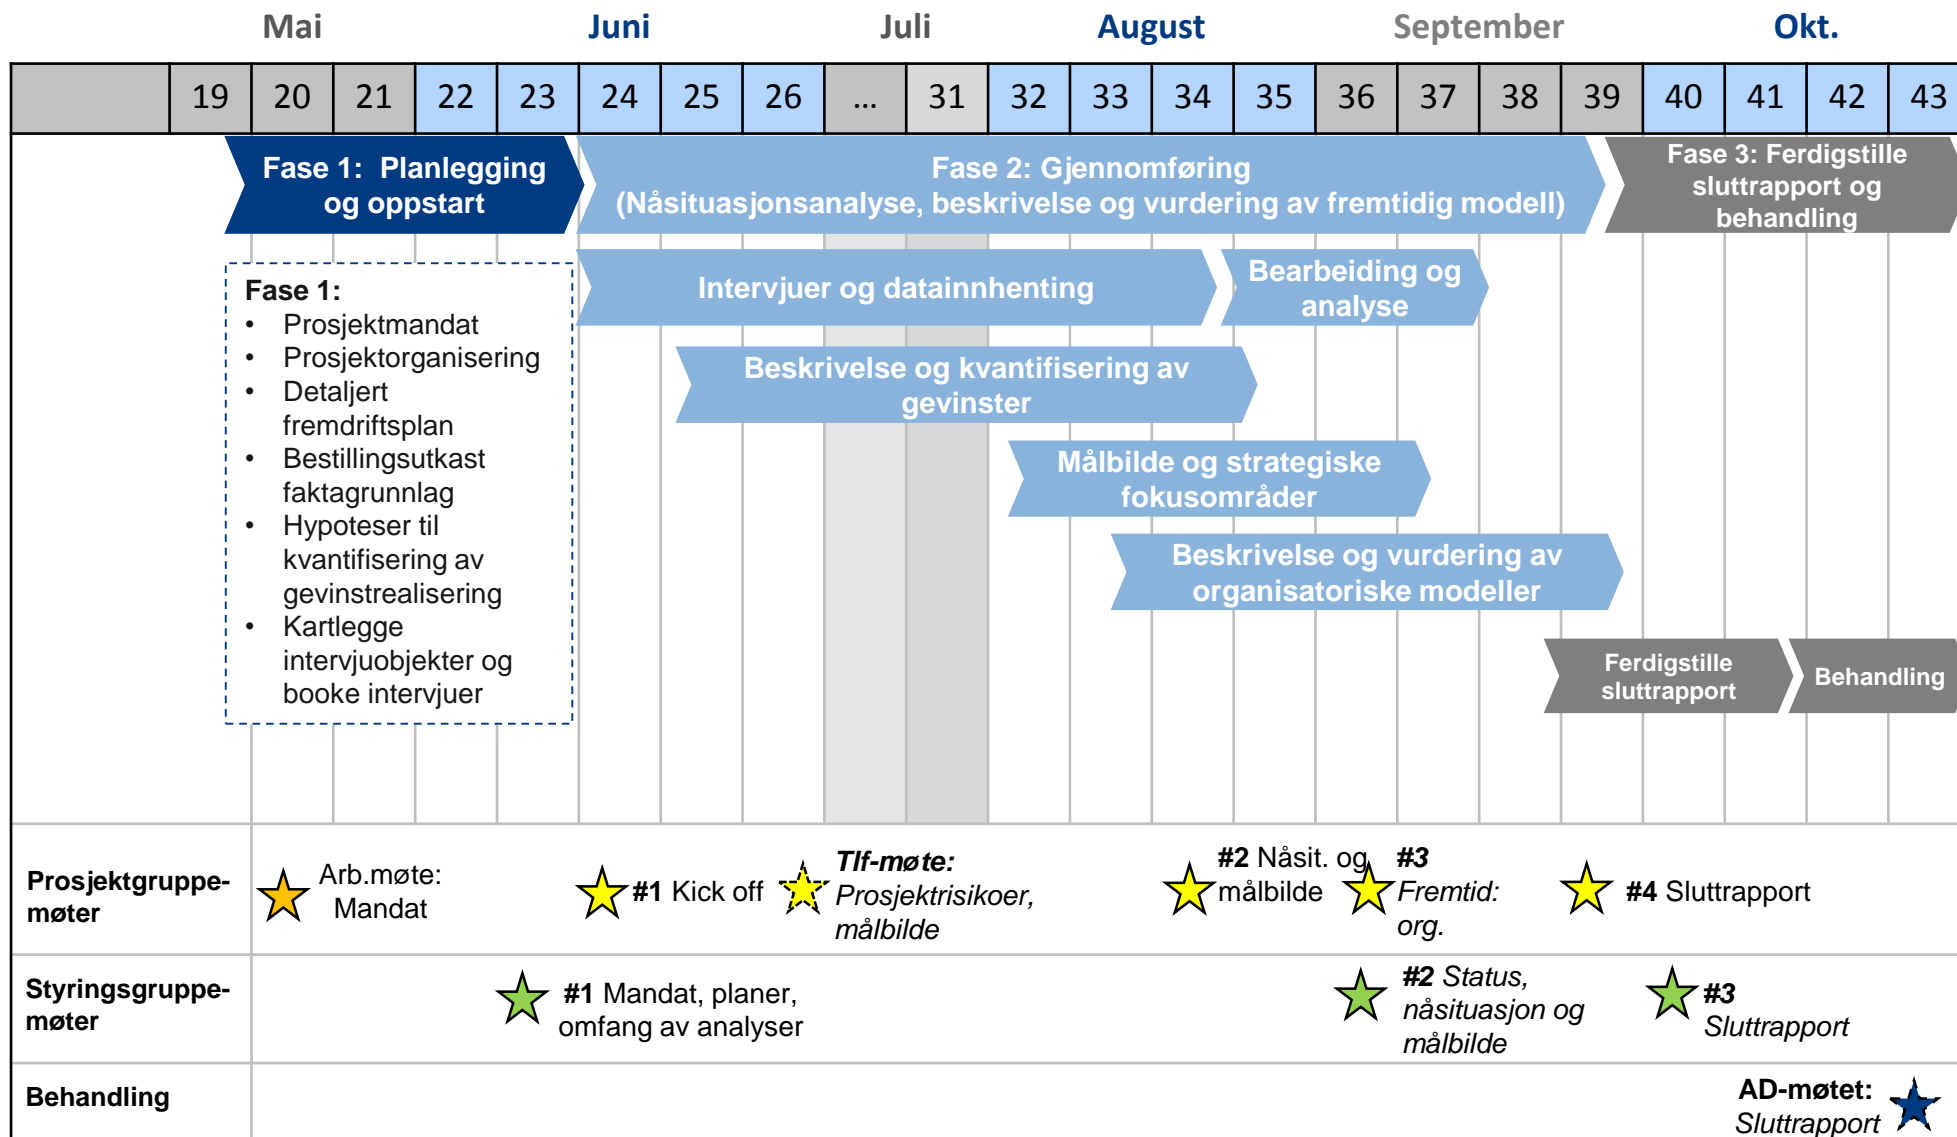 Mai Juni Juli August September Okt.
19 20 21 22 23 24 25 26 ... 31 32 33 34 35 36 37 38 39 40 41 42 43
Fase 1: Planlegging
og oppstart
Fase 2: Gjennomføring
(Nåsituasjonsanalyse, beskrivelse og vurdering av fremtidig modell)
Fase 3: Ferdigstille
sluttrapport og
behandling
Fase 1:
• Prosjektmandat
• Prosjektorganisering
• Detaljert
fremdriftsplan
• Bestillingsutkast
faktagrunnlag
• Hypoteser til
kvantifisering av
gevinstrealisering
• Kartlegge
intervjuobjekter og
booke intervjuer
Intervjuer og datainnhenting
Bearbeiding og
analyse
Beskrivelse og kvantifisering av
gevinster
Målbilde og strategiske
fokusområder
Beskrivelse og vurdering av
organisatoriske modeller
Ferdigstille
sluttrapport
Behandling
Prosjektgruppe-
møter
Arb.møte:
Mandat
#1 Kick off
Tlf-møte:
Prosjektrisikoer,
målbilde
#2 Nåsit. og
målbilde
#3
Fremtid:
org.
#4 Sluttrapport
Styringsgruppe-
møter
#1 Mandat, planer,
omfang av analyser
#2 Status,
nåsituasjon og
målbilde
#3
Sluttrapport
Behandling
AD-møtet:
Sluttrapport